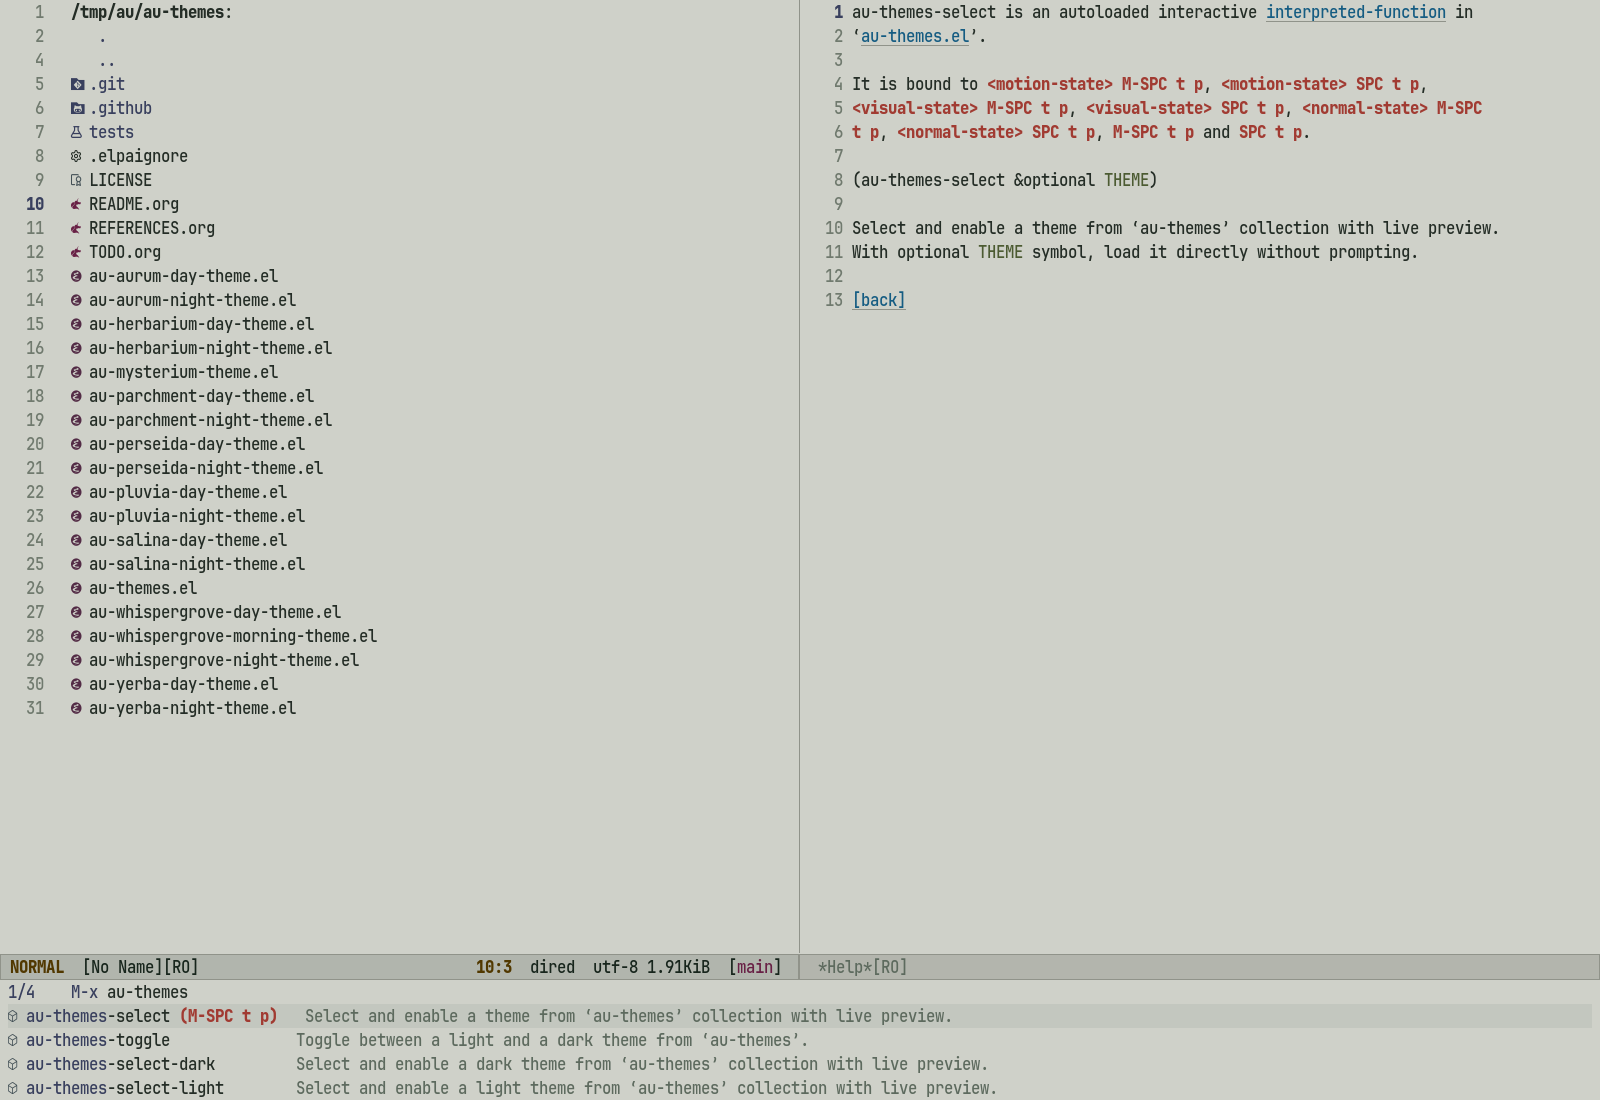 1 /tmp/au/au-themes:
2 .
4 ..
5 .git
6 .github
7 tests
8 .elpaignore
9 LICENSE
10 README.org
11 REFERENCES.org
12 TODO.org
13 au-aurum-day-theme.el
14 au-aurum-night-theme.el
15 au-herbarium-day-theme.el
16 au-herbarium-night-theme.el
17 au-mysterium-theme.el
18 au-parchment-day-theme.el
19 au-parchment-night-theme.el
20 au-perseida-day-theme.el
21 au-perseida-night-theme.el
22 au-pluvia-day-theme.el
23 au-pluvia-night-theme.el
24 au-salina-day-theme.el
25 au-salina-night-theme.el
26 au-themes.el
27 au-whispergrove-day-theme.el
28 au-whispergrove-morning-theme.el
29 au-whispergrove-night-theme.el
30 au-yerba-day-theme.el
31 au-yerba-night-theme.el
1 au-themes-select is an autoloaded interactive interpreted-function in
2 ‘au-themes.el’.
3
4 It is bound to <motion-state> M-SPC t p, <motion-state> SPC t p,
5 <visual-state> M-SPC t p, <visual-state> SPC t p, <normal-state> M-SPC
6 t p, <normal-state> SPC t p, M-SPC t p and SPC t p.
7
8 (au-themes-select &optional THEME)
9
10 Select and enable a theme from ‘au-themes’ collection with live preview.
11 With optional THEME symbol, load it directly without prompting.
12
13 [back]
NORMAL [No Name][RO] 10:3 dired utf-8 1.91KiB [main]
*Help*[RO]
1/4 M-x au-themes
au-themes-select (M-SPC t p) Select and enable a theme from ‘au-themes’ collection with live preview.
au-themes-toggle Toggle between a light and a dark theme from ‘au-themes’.
au-themes-select-dark Select and enable a dark theme from ‘au-themes’ collection with live preview.
au-themes-select-light Select and enable a light theme from ‘au-themes’ collection with live preview.